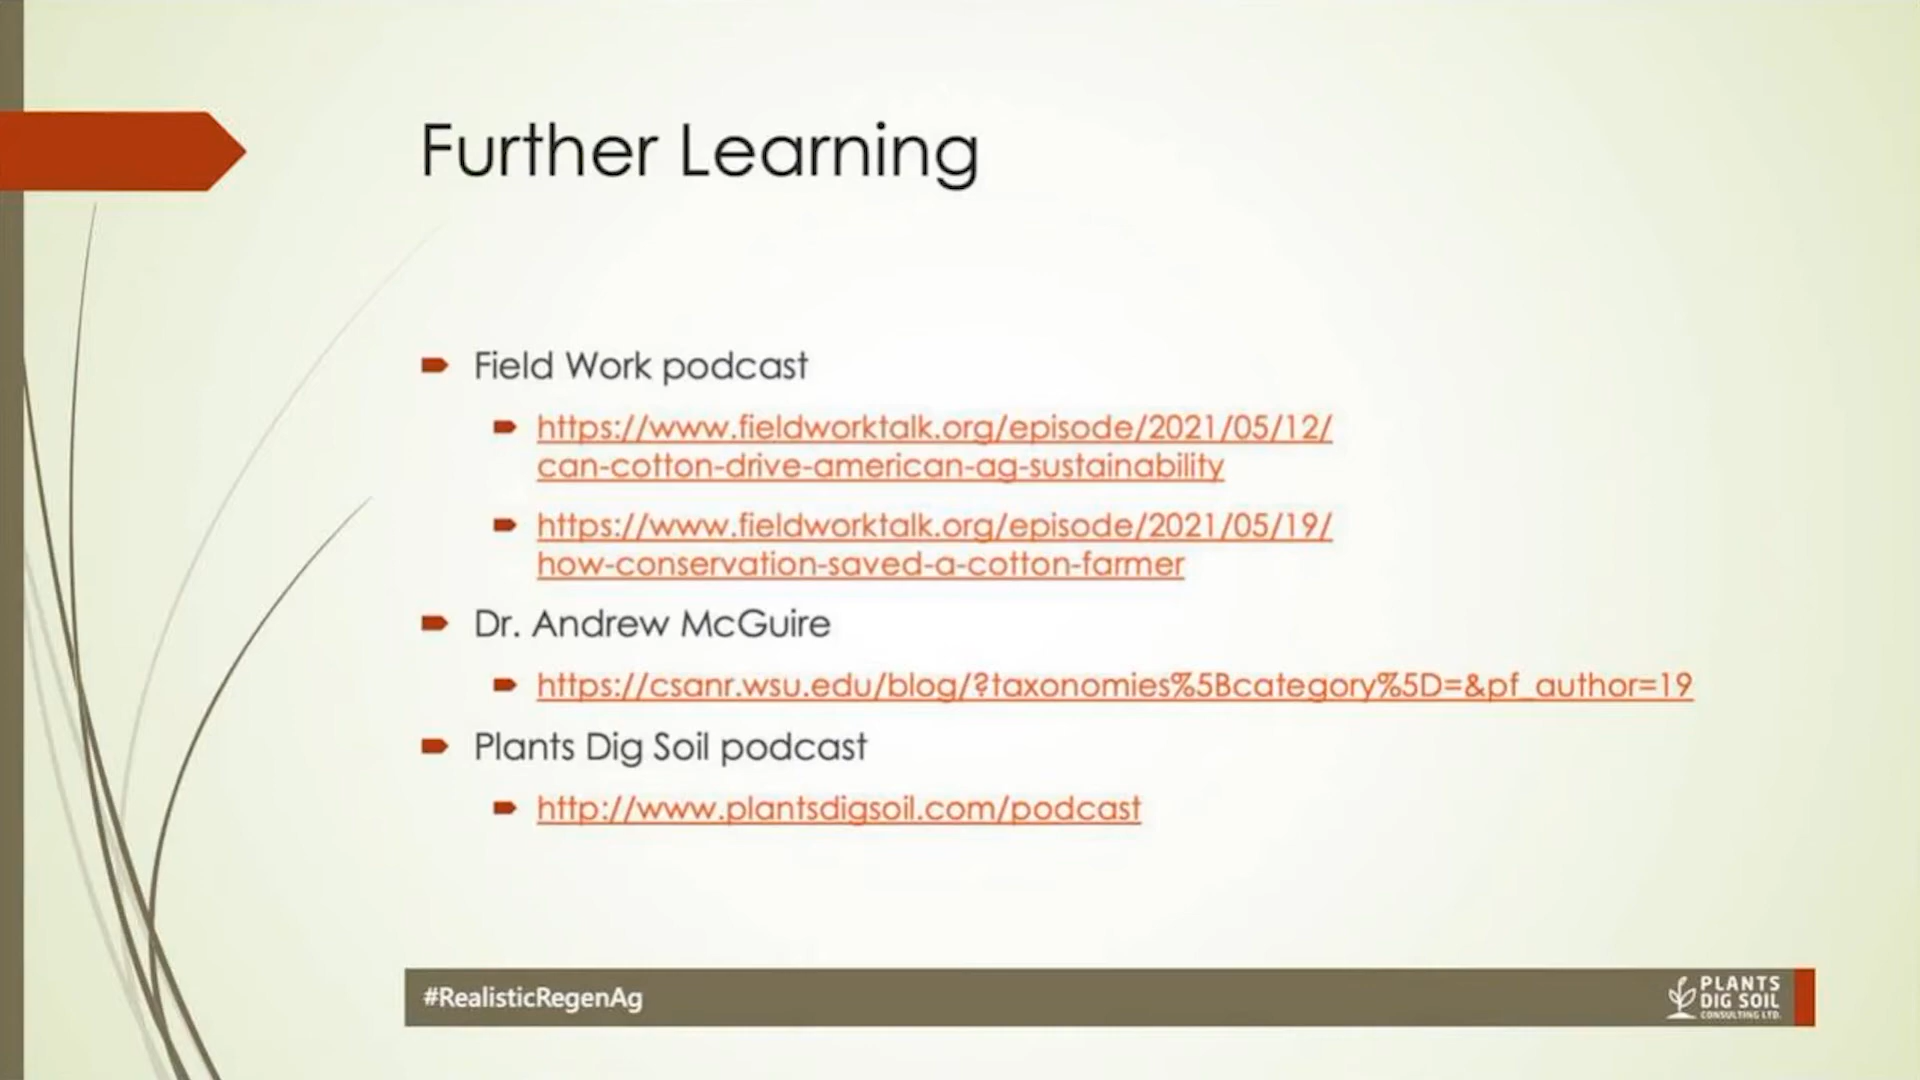 Further Learning
Field Work podcast
https://www.fieldworktalk.org/episode/2021/05/12/
can-cotton-drive-american-ag-sustainability
https://www.fieldworktalk.org/episode/2021/05/19/
how-conservation-saved-a-cotton-farmer
Dr. Andrew McGuire
https://csanr.wsu.edu/blog/?taxonomies%5Bcategory%5D=&pf_author=19
Plants Dig Soil podcast
http://www.plantsdigsoil.com/podcast
#RealisticRegenAg
PLANTS
DIG SOIL
CONSULTING LTD.